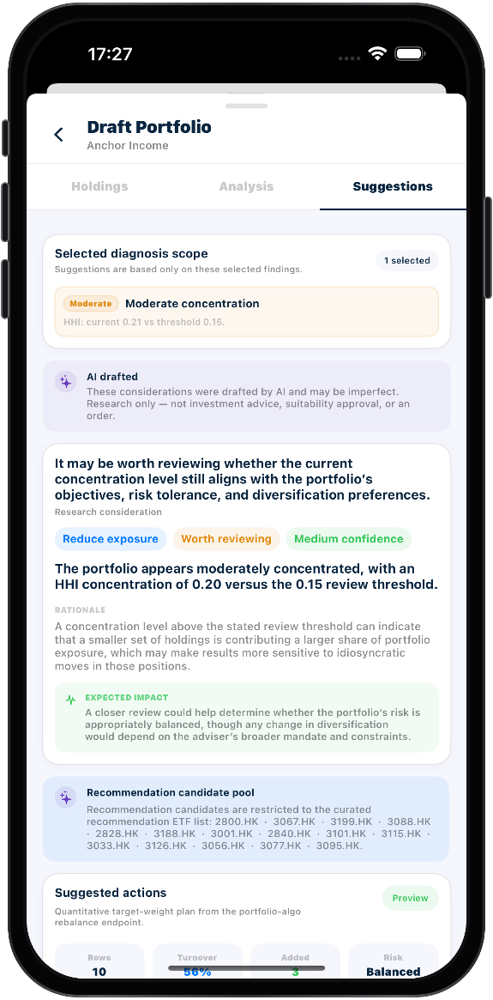 17:27
Draft Portfolio
Anchor Income
Holdings
Analysis
Suggestions
Selected diagnosis scope
Suggestions are based only on these selected findings.
1 selected
Moderate
Moderate concentration
HHI: current 0.21 vs threshold 0.15.
AI drafted
These considerations were drafted by AI and may be imperfect.
Research only — not investment advice, suitability approval, or an
order.
It may be worth reviewing whether the current
concentration level still aligns with the portfolio's
objectives, risk tolerance, and diversification preferences.
Research consideration
Reduce exposure
Worth reviewing
Medium confidence
The portfolio appears moderately concentrated, with an
HHI concentration of 0.20 versus the 0.15 review threshold.
RATIONALE
A concentration level above the stated review threshold can indicate
that a smaller set of holdings is contributing a larger share of portfolio
exposure, which may make results more sensitive to idiosyncratic
moves in those positions.
EXPECTED IMPACT
A closer review could help determine whether the portfolio's risk is
appropriately balanced, though any change in diversification
would depend on the adviser's broader mandate and constraints.
Recommendation candidate pool
Recommendation candidates are restricted to the curated
recommendation ETF list: 2800.HK · 3067.HK · 3199.HK · 3088.HK
· 2828.HK · 3188.HK · 3001.HK · 2840.HK · 3101.HK · 3115.HK ·
3033.HK · 3126.HK · 3056.HK · 3077.HK · 3095.HK.
Suggested actions
Quantitative target-weight plan from the portfolio-algo
rebalance endpoint.
Preview
Rows
Turnover
Added
Risk
10
56%
3
Balanced